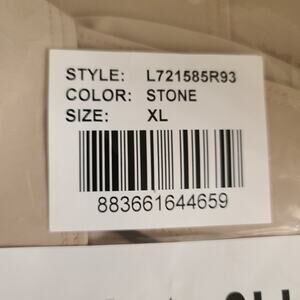 STYLE: L721585R93
COLOR: STONE
SIZE: XL
883661644659